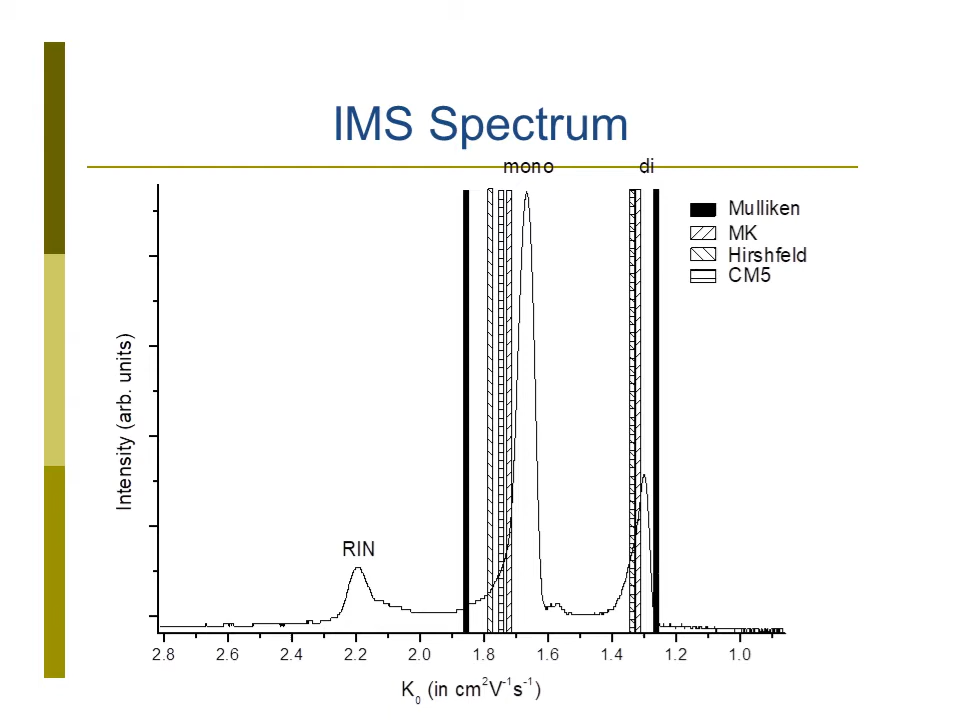 IMS Spectrum
mono di
Mulliken
MK
Hirshfeld
CM5
Intensity (arb. units)
RIN
2.8 2.6 2.4 2.2 2.0 1.8 1.6 1.4 1.2 1.0
K₀ (in cm²V⁻¹s⁻¹)